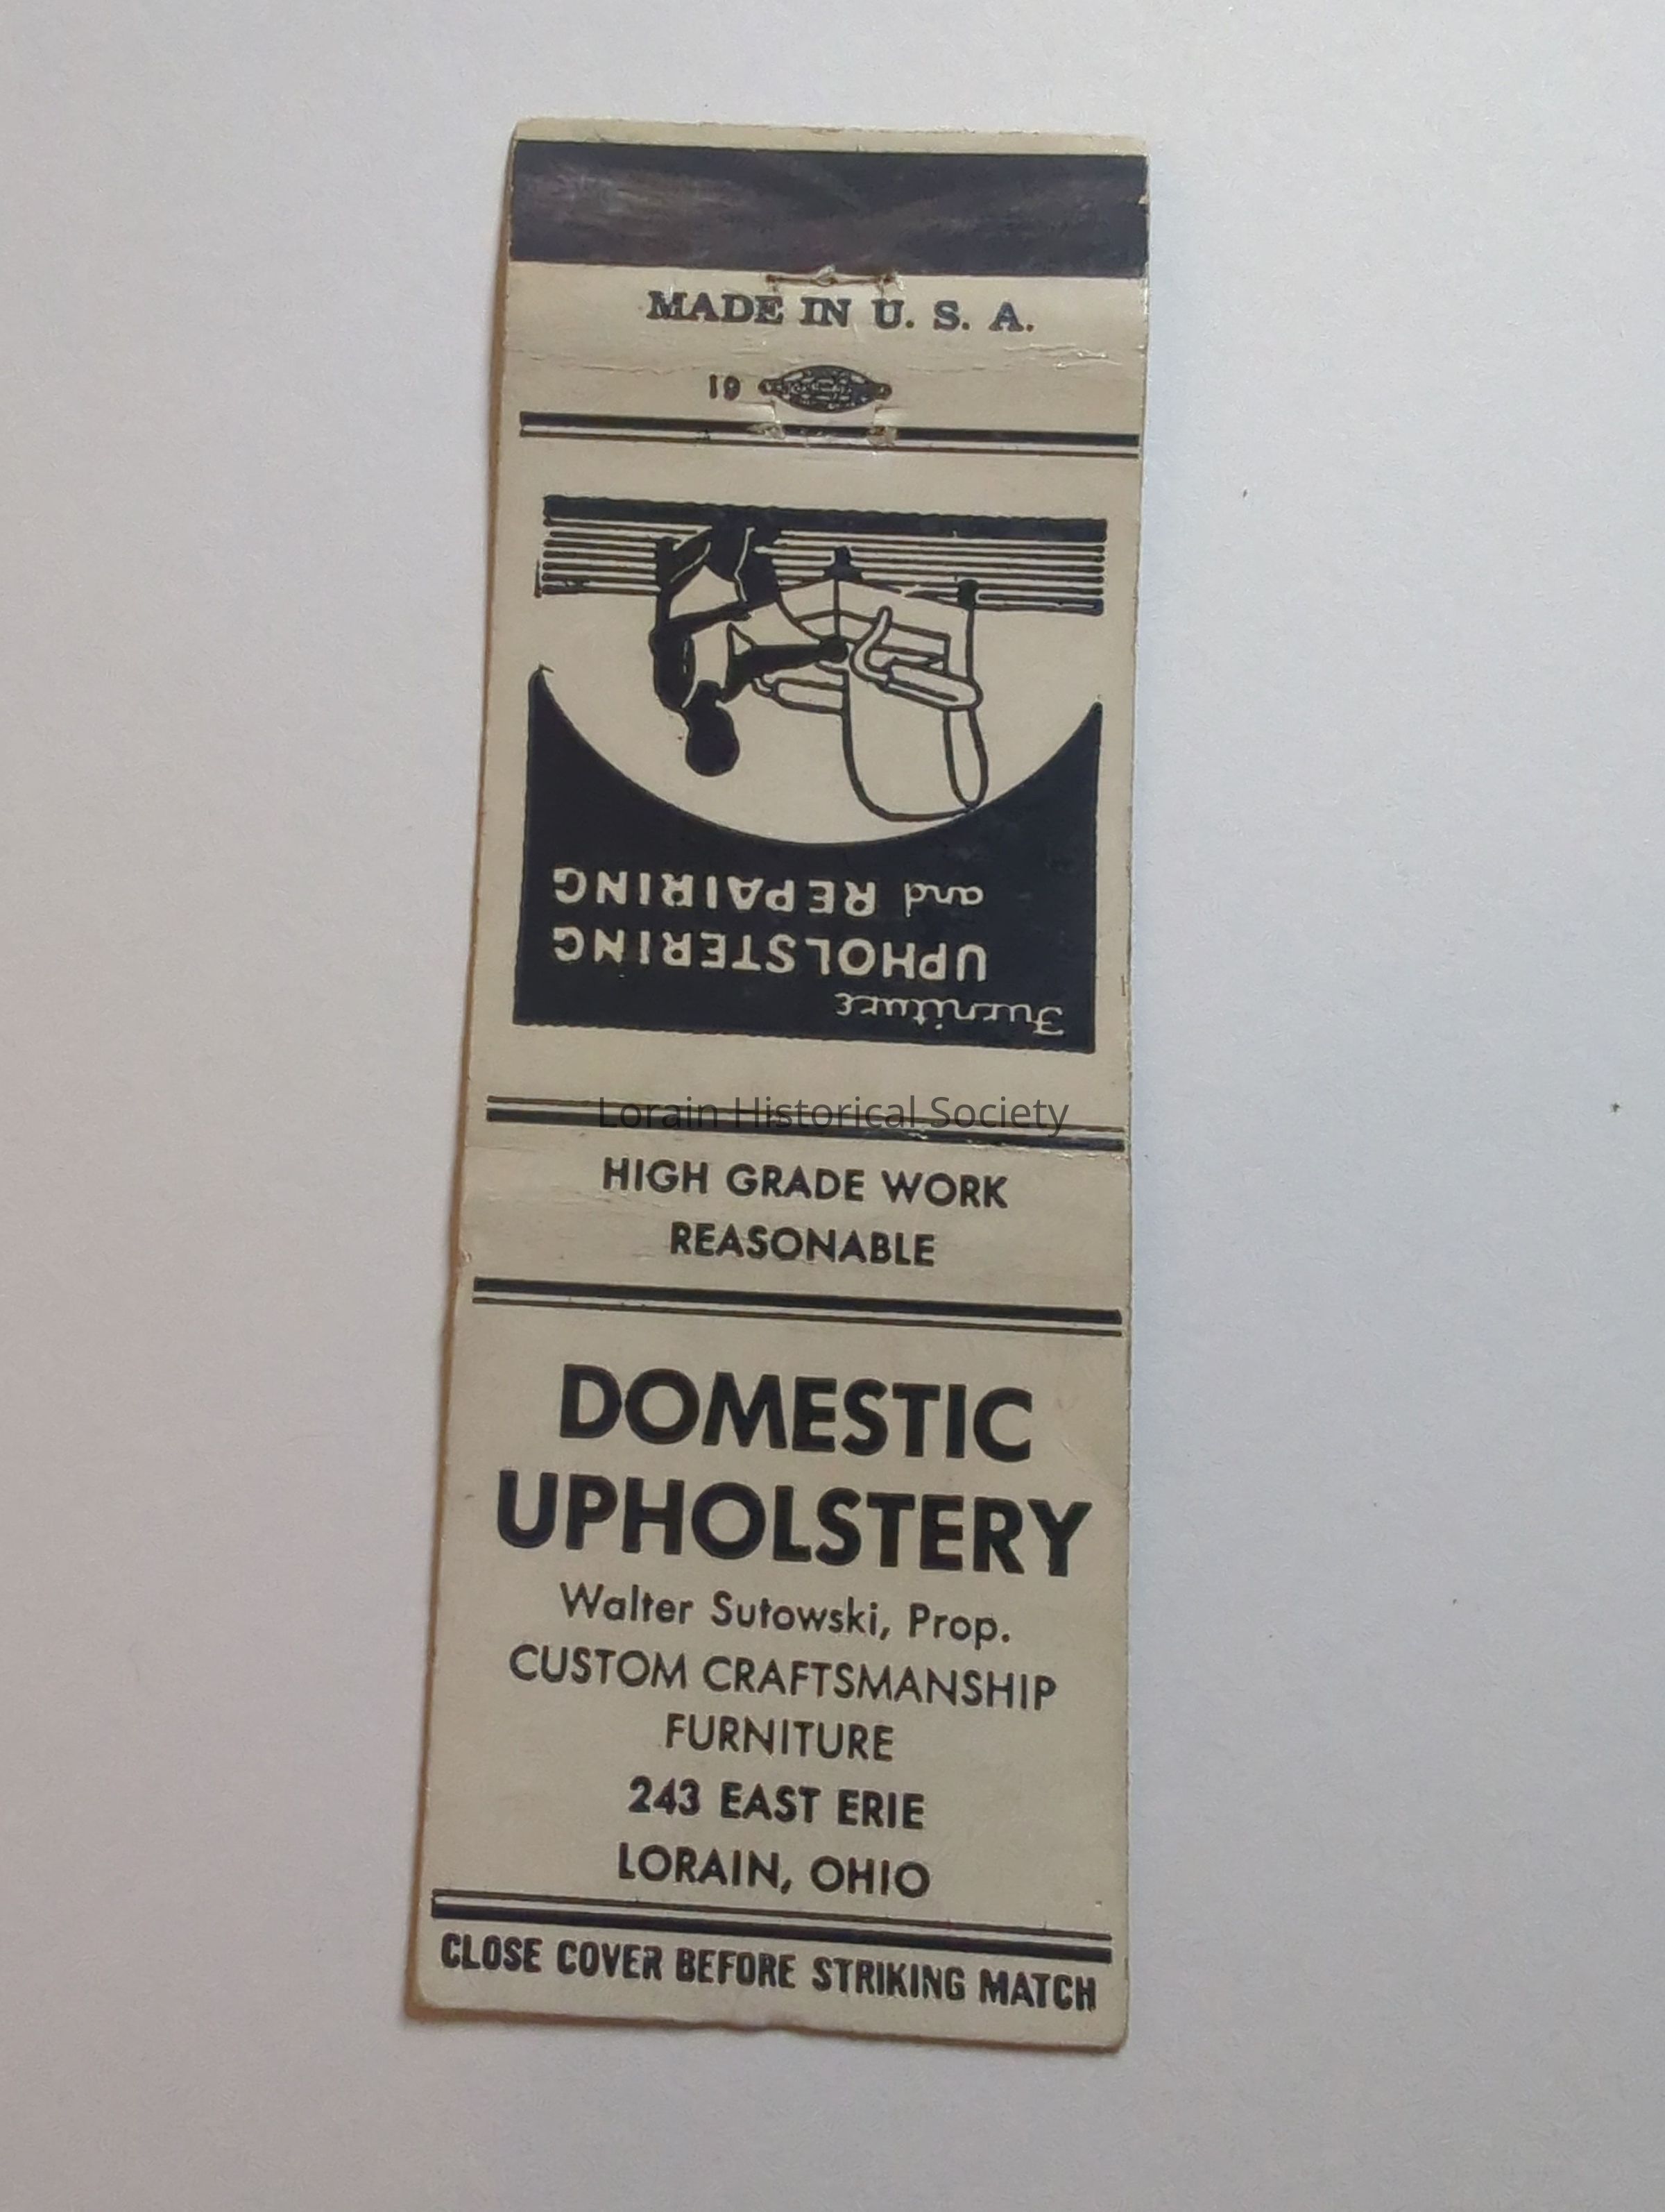 MADE IN U. S. A.
19
Furniture
UPHOLSTERING
and REPAIRING
Lorain Historical Society
HIGH GRADE WORK
REASONABLE
DOMESTIC
UPHOLSTERY
Walter Sutowski, Prop.
CUSTOM CRAFTSMANSHIP
FURNITURE
243 EAST ERIE
LORAIN, OHIO
CLOSE COVER BEFORE STRIKING MATCH